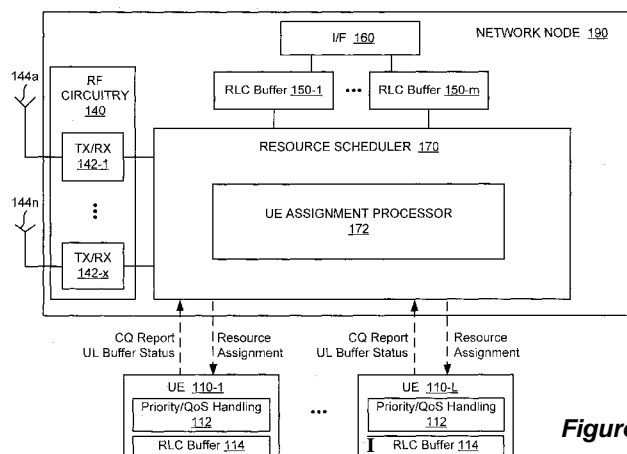 NETWORK NODE 190
I/F 160
144a
RF
CIRCUITRY
140
RLC Buffer 150-1
...
RLC Buffer 150-m
TX/RX
142-1
RESOURCE SCHEDULER 170
144n
UE ASSIGNMENT PROCESSOR
172
TX/RX
142-x
CQ Report
UL Buffer Status
Resource
Assignment
CQ Report
UL Buffer Status
Resource
Assignment
UE 110-1
Priority/QoS Handling
112
RLC Buffer 114
...
UE 110-L
Priority/QoS Handling
112
RLC Buffer 114
Figure